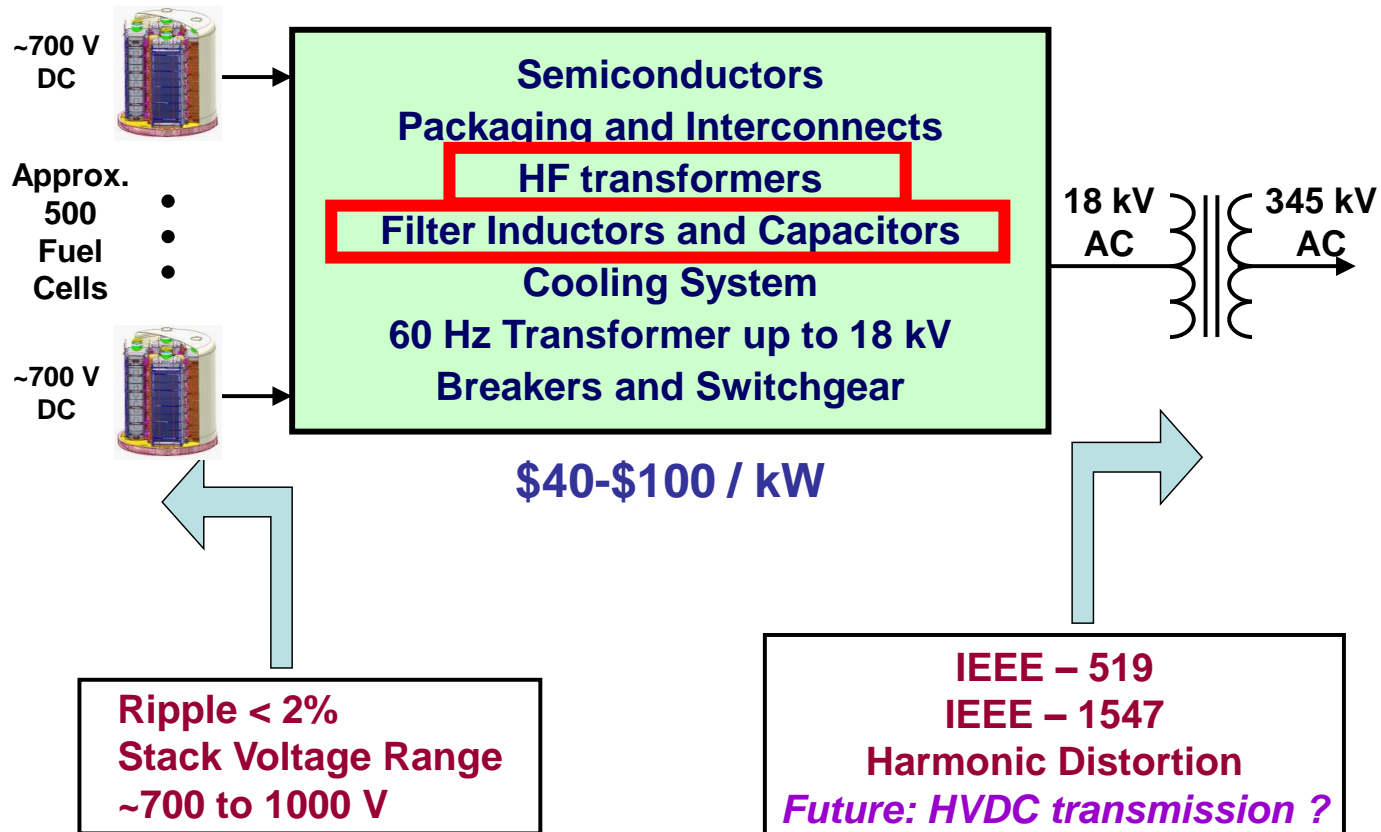 ~700 V
DC
Approx.
500
Fuel
Cells
~700 V
DC
Semiconductors
Packaging and Interconnects
HF transformers
Filter Inductors and Capacitors
Cooling System
60 Hz Transformer up to 18 kV
Breakers and Switchgear
18 kV
AC
345 kV
AC
$40-$100 / kW
Ripple < 2%
Stack Voltage Range
~700 to 1000 V
IEEE – 519
IEEE – 1547
Harmonic Distortion
Future: HVDC transmission ?